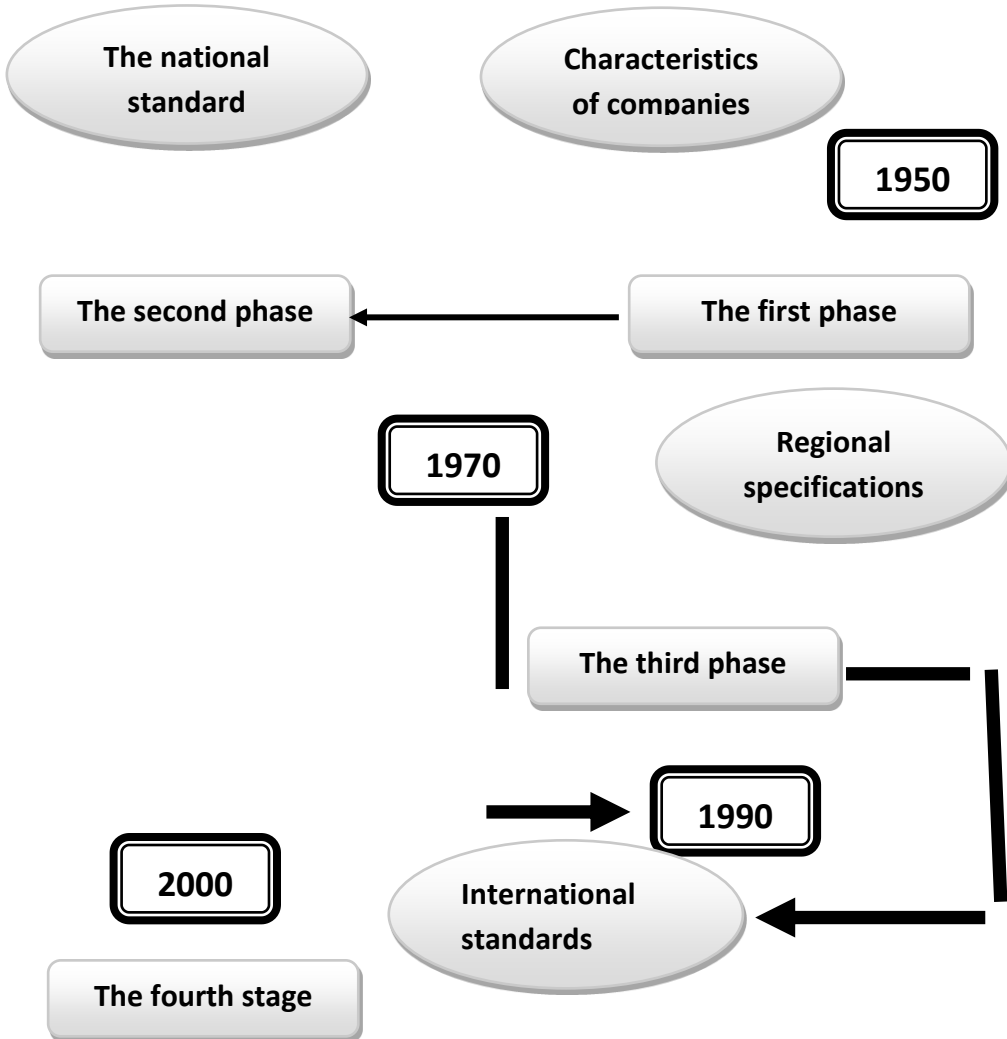 The national
standard
Characteristics
of companies
1950
The second phase
The first phase
1970
Regional
specifications
The third phase
1990
2000
International
standards
The fourth stage